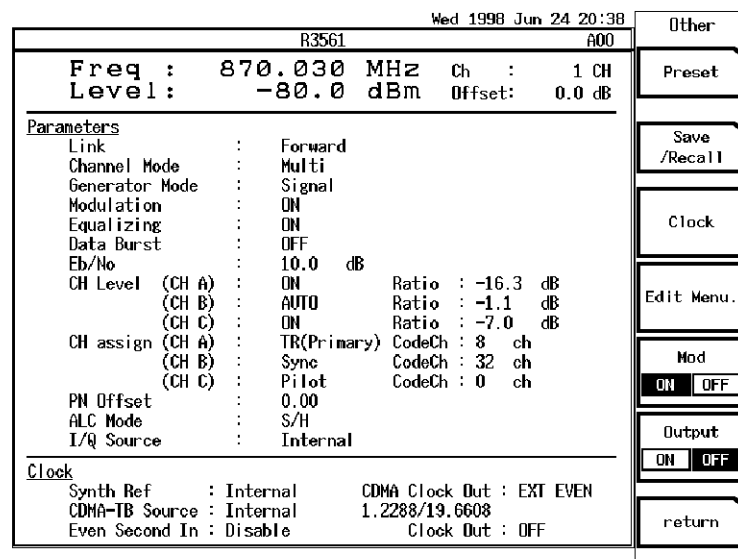 Wed 1998 Jun 24 20:38
R3561 A00
Freq : 870.030 MHz Ch : 1 CH
Level: -80.0 dBm Offset: 0.0 dB
Parameters
Link : Forward
Channel Mode : Multi
Generator Mode : Signal
Modulation : ON
Equalizing : ON
Data Burst : OFF
Eb/No : 10.0 dB
CH Level (CH A) : ON Ratio : -16.3 dB
(CH B) : AUTO Ratio : -1.1 dB
(CH C) : ON Ratio : -7.0 dB
CH assign (CH A) : TR(Primary) CodeCh : 8 ch
(CH B) : Sync CodeCh : 32 ch
(CH C) : Pilot CodeCh : 0 ch
PN Offset : 0.00
ALC Mode : S/H
I/Q Source : Internal
Clock
Synth Ref : Internal CDMA Clock Out : EXT EVEN
CDMA-TB Source : Internal 1.2288/19.6608
Even Second In : Disable Clock Out : OFF
Other
Preset
Save
/Recall
Clock
Edit Menu.
Mod
ON OFF
Output
ON OFF
return